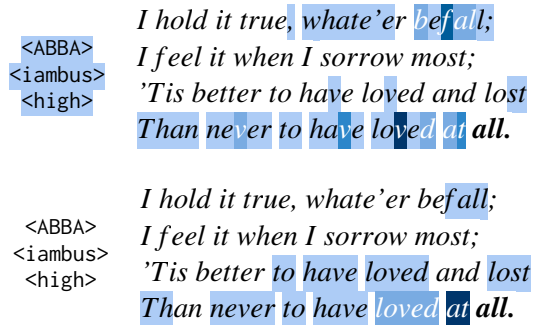 <ABBA>
<iambus>
<high>
I hold it true, whate’er befall;
I feel it when I sorrow most;
’Tis better to have loved and lost
Than never to have loved at all.
<ABBA>
<iambus>
<high>
I hold it true, whate’er befall;
I feel it when I sorrow most;
’Tis better to have loved and lost
Than never to have loved at all.